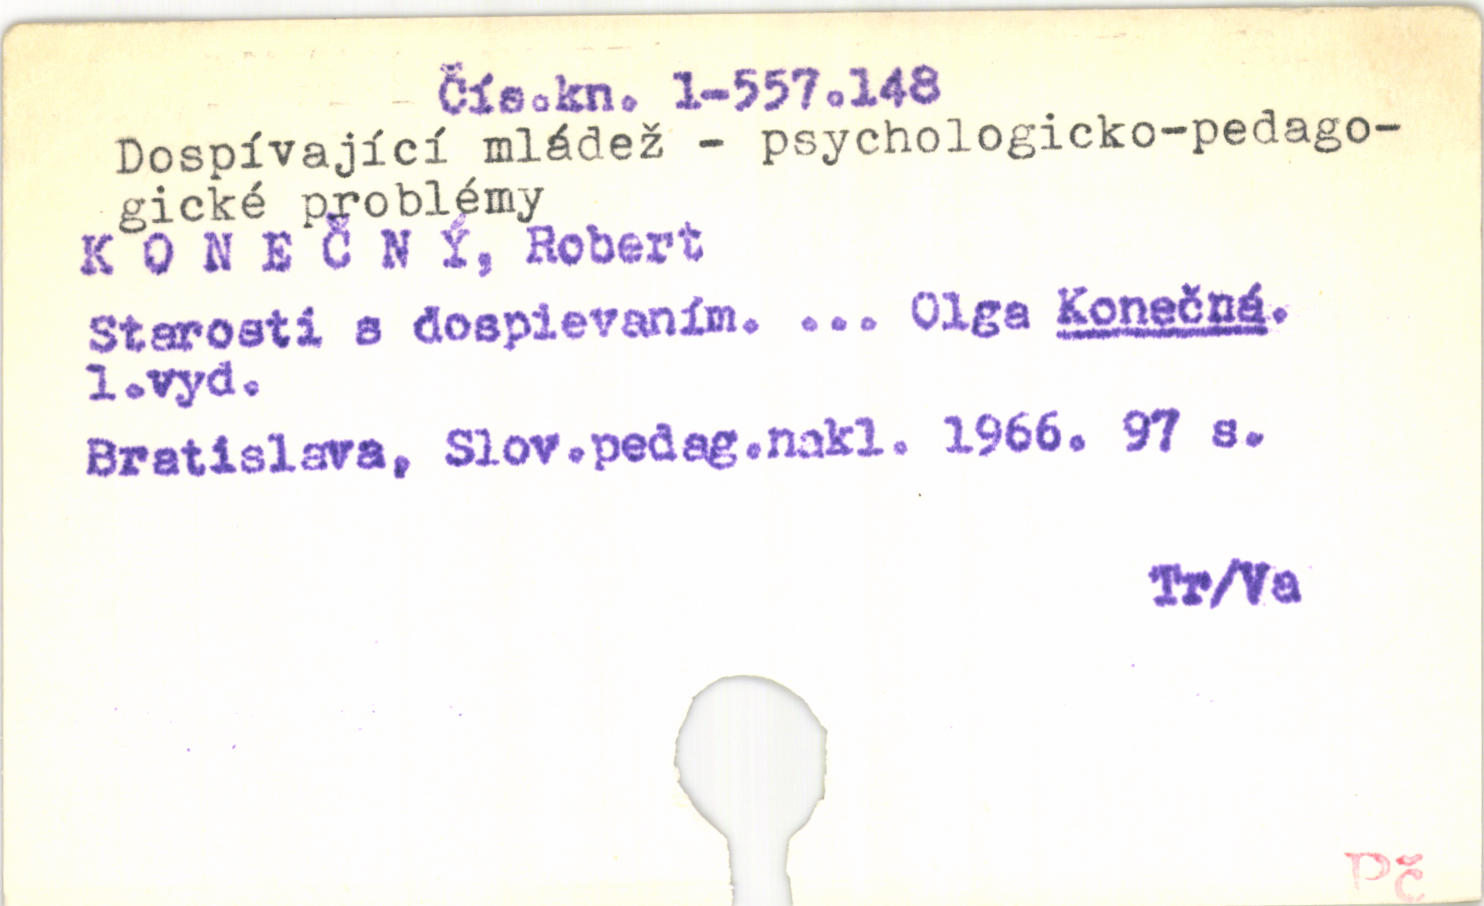 Čís.kn. 1-557.148
Dospívající mládež - psychologicko-pedago-
gické problémy
K O N E Č N Ý, Robert
Starosti s dospievaním. ... Olga Konečná.
1.vyd.
Bratislava, Slov.pedag.nakl. 1966. 97 s.
Tr/Va
Pč